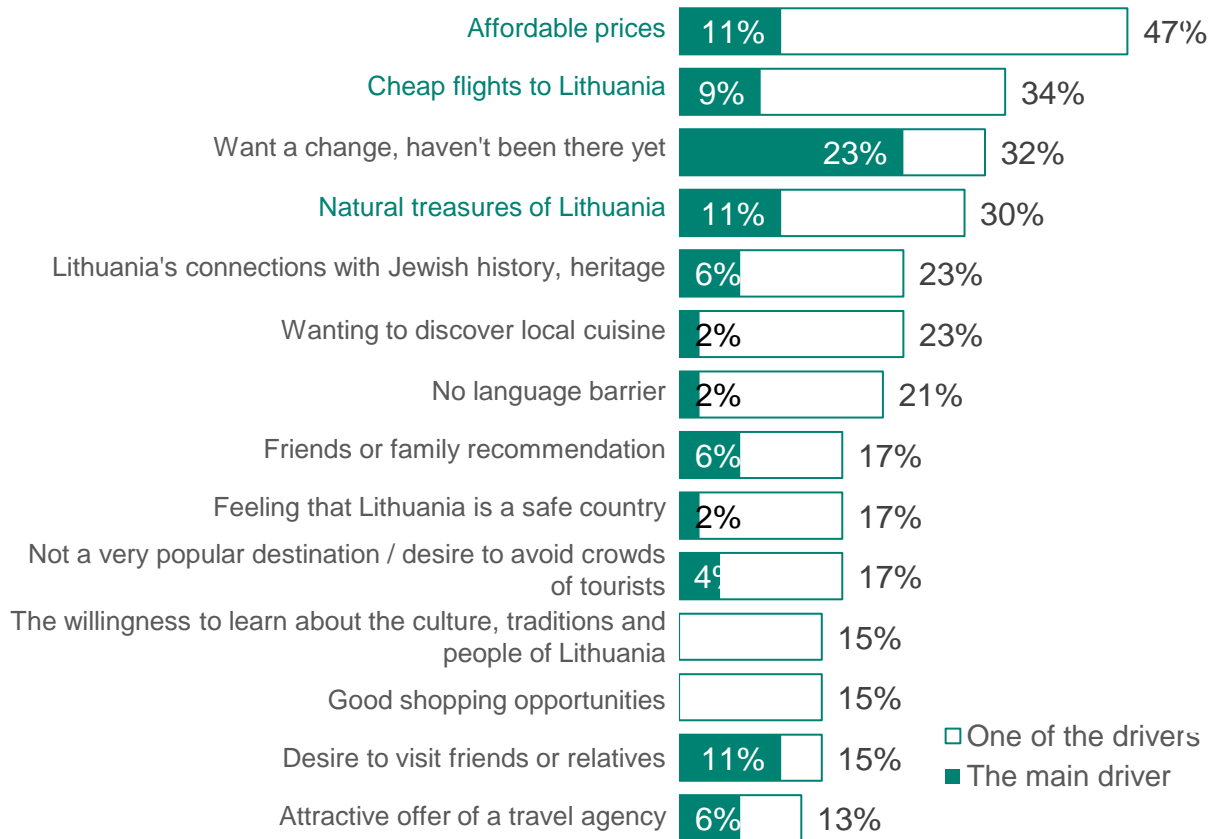 Affordable prices 11% 47%
Cheap flights to Lithuania 9% 34%
Want a change, haven't been there yet 23% 32%
Natural treasures of Lithuania 11% 30%
Lithuania's connections with Jewish history, heritage 6% 23%
Wanting to discover local cuisine 2% 23%
No language barrier 2% 21%
Friends or family recommendation 6% 17%
Feeling that Lithuania is a safe country 2% 17%
Not a very popular destination / desire to avoid crowds
of tourists 4% 17%
The willingness to learn about the culture, traditions and
people of Lithuania 15%
Good shopping opportunities 15%
Desire to visit friends or relatives 11% 15%
Attractive offer of a travel agency 6% 13%
One of the drivers
The main driver